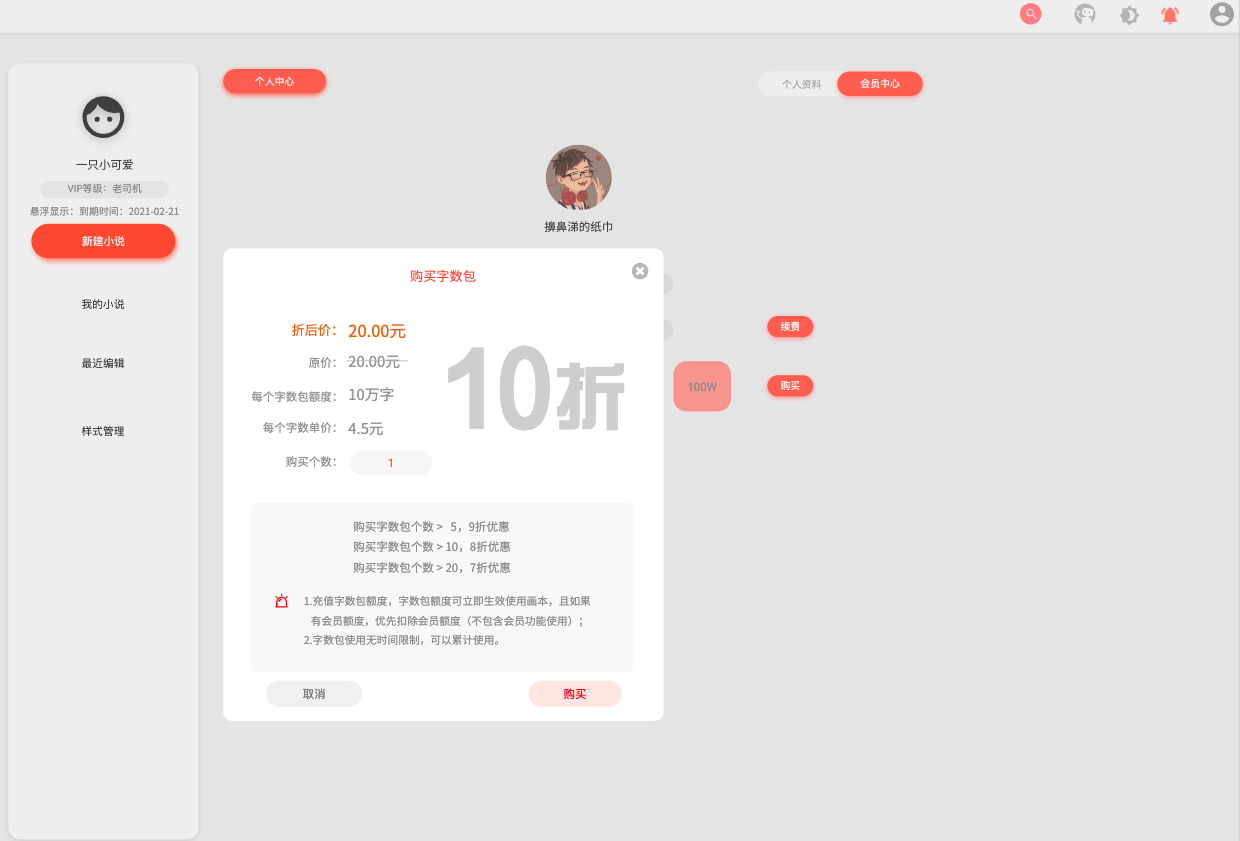 个人中心
个人资料
会员中心
一只小可爱
VIP等级：老司机
悬浮显示：到期时间：2021-02-21
新建小说
我的小说
最近编辑
样式管理
擤鼻涕的纸巾
购买字数包
折后价： 20.00元
原价： 20.00元
每个字数包额度： 10万字
每个字数单价： 4.5元
购买个数： 1
10折
购买字数包个数 > 5，9折优惠
购买字数包个数 > 10，8折优惠
购买字数包个数 > 20，7折优惠
1.充值字数包额度，字数包额度可立即生效使用画本，且如果
有会员额度，优先扣除会员额度（不包含会员功能使用）；
2.字数包使用无时间限制，可以累计使用。
取消
购买
续费
100W
购买